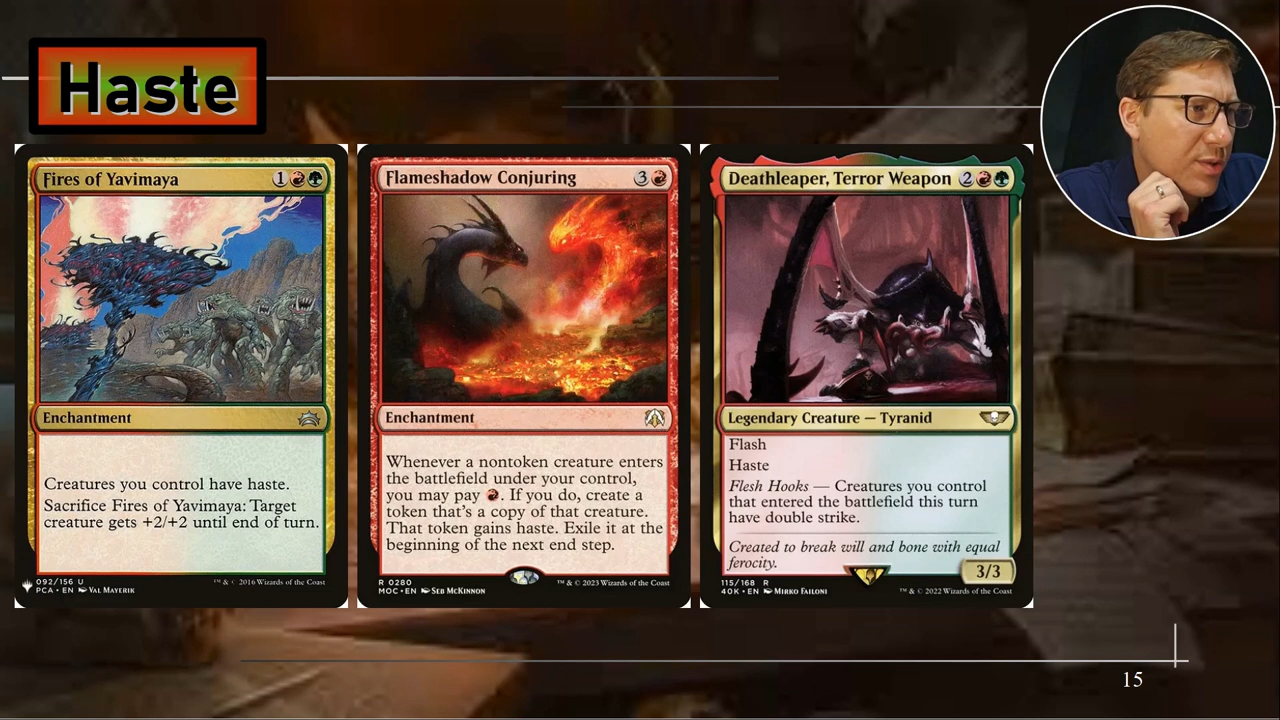 Haste
Fires of Yavimaya 1
Enchantment
Creatures you control have haste.
Sacrifice Fires of Yavimaya: Target
creature gets +2/+2 until end of turn.
092/156 U
PCA • EN VAL MAYERIK
™ & © 2016 Wizards of the Coast
Flameshadow Conjuring 3
Enchantment
Whenever a nontoken creature enters
the battlefield under your control,
you may pay . If you do, create a
token that's a copy of that creature.
That token gains haste. Exile it at the
beginning of the next end step.
R 0280
MOC • EN SEB MCKINNON
™ & © 2023 Wizards of the Coast
Deathleaper, Terror Weapon 2
Legendary Creature — Tyranid
Flash
Haste
Flesh Hooks — Creatures you control
that entered the battlefield this turn
have double strike.
Created to break will and bone with equal
ferocity.
3/3
115/168 R
40K • EN MIRKO FAILONI
™ & © 2022 Wizards of the Coast
15